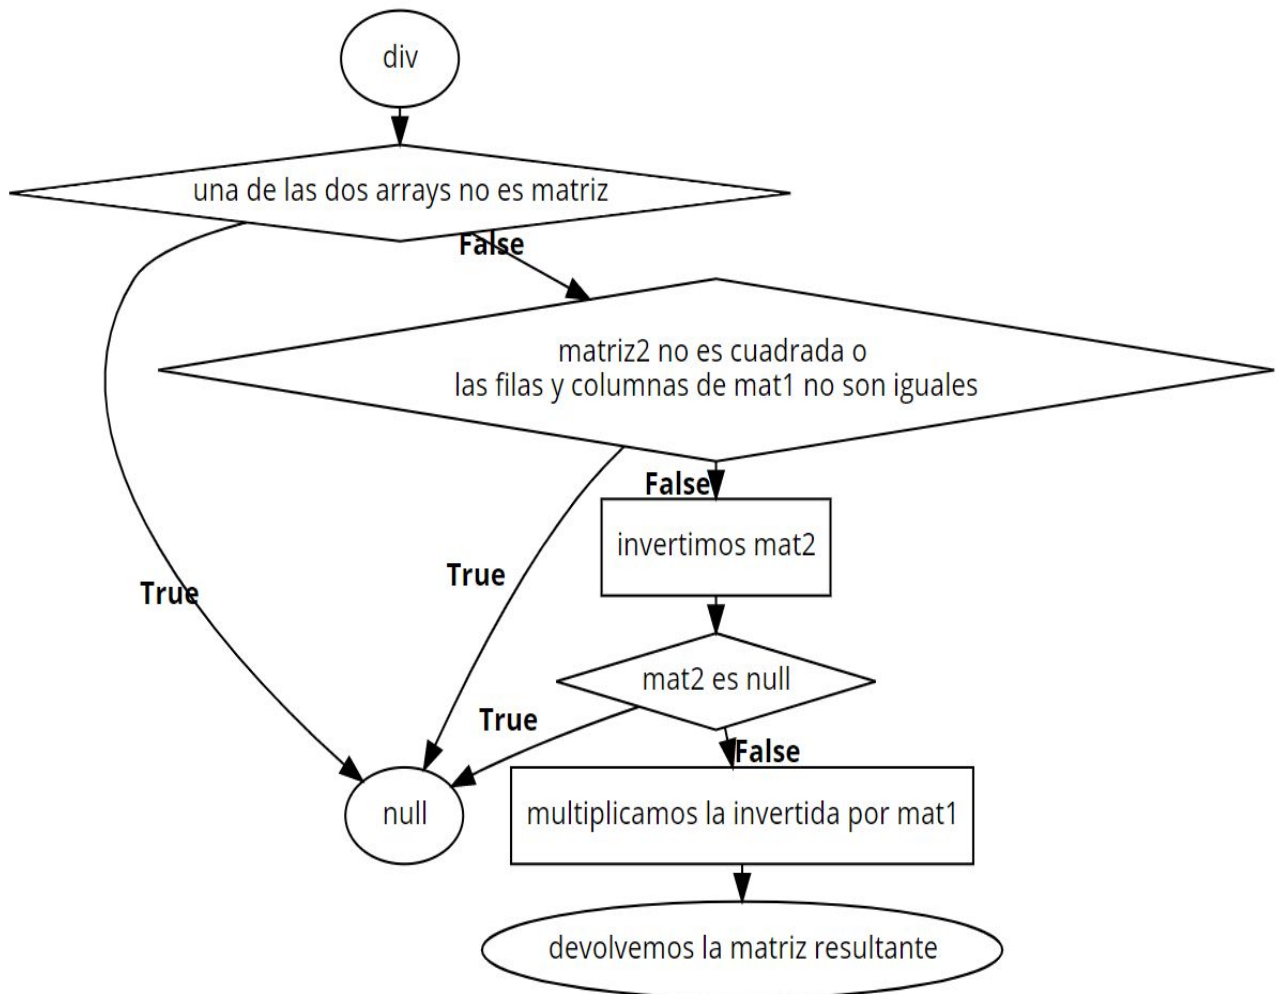 div
una de las dos arrays no es matriz
False
matriz2 no es cuadrada o
las filas y columnas de mat1 no son iguales
False
invertimos mat2
True
True
mat2 es null
True
False
null
multiplicamos la invertida por mat1
devolvemos la matriz resultante